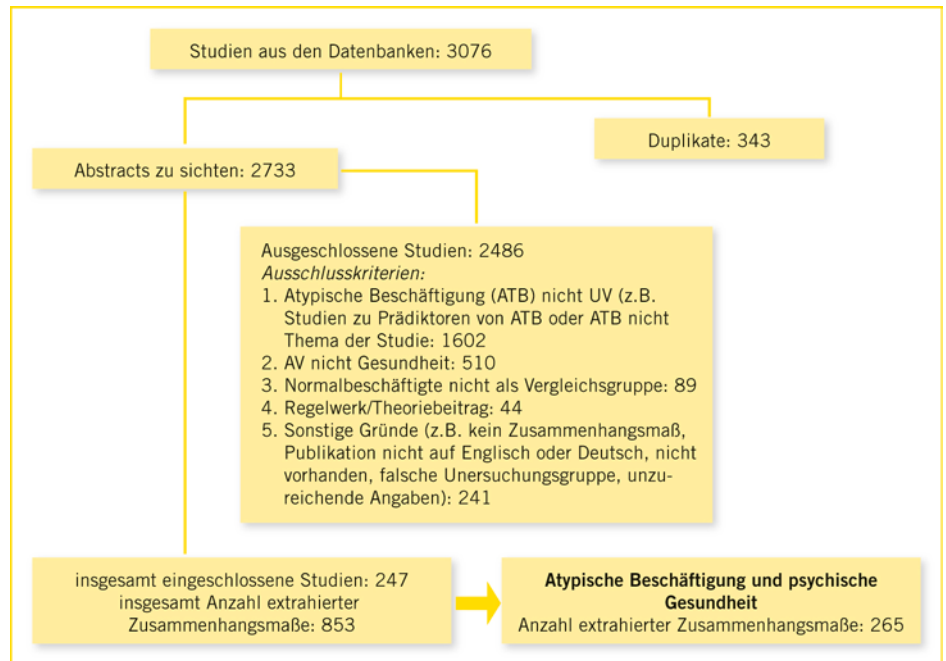 Studien aus den Datenbanken: 3076
Duplikate: 343
Abstracts zu sichten: 2733
Ausgeschlossene Studien: 2486
Ausschlusskriterien:
1. Atypische Beschäftigung (ATB) nicht UV (z.B.
Studien zu Prädiktoren von ATB oder ATB nicht
Thema der Studie: 1602
2. AV nicht Gesundheit: 510
3. Normalbeschäftigte nicht als Vergleichsgruppe: 89
4. Regelwerk/Theoriebeitrag: 44
5. Sonstige Gründe (z.B. kein Zusammenhangsmaß,
Publikation nicht auf Englisch oder Deutsch, nicht
vorhanden, falsche Unersuchungsgruppe, unzu-
reichende Angaben): 241
insgesamt eingeschlossene Studien: 247
insgesamt Anzahl extrahierter
Zusammenhangsmaße: 853
Atypische Beschäftigung und psychische
Gesundheit
Anzahl extrahierter Zusammenhangsmaße: 265